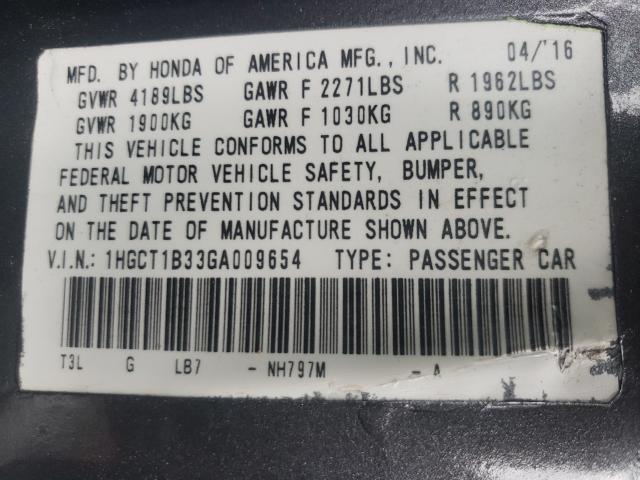 MFD. BY HONDA OF AMERICA MFG., INC. 04/'16
GVWR 4189LBS GAWR F 2271LBS R 1962LBS
GVWR 1900KG GAWR F 1030KG R 890KG
THIS VEHICLE CONFORMS TO ALL APPLICABLE
FEDERAL MOTOR VEHICLE SAFETY, BUMPER,
AND THEFT PREVENTION STANDARDS IN EFFECT
ON THE DATE OF MANUFACTURE SHOWN ABOVE.
V.I.N.: 1HGCT1B33GA009654 TYPE: PASSENGER CAR
T3L G LB7 - NH797M - A